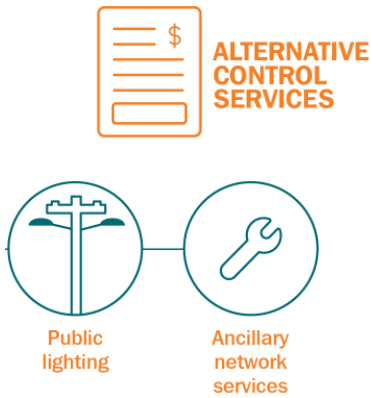 $
ALTERNATIVE
CONTROL
SERVICES
Public
lighting
Ancillary
network
services